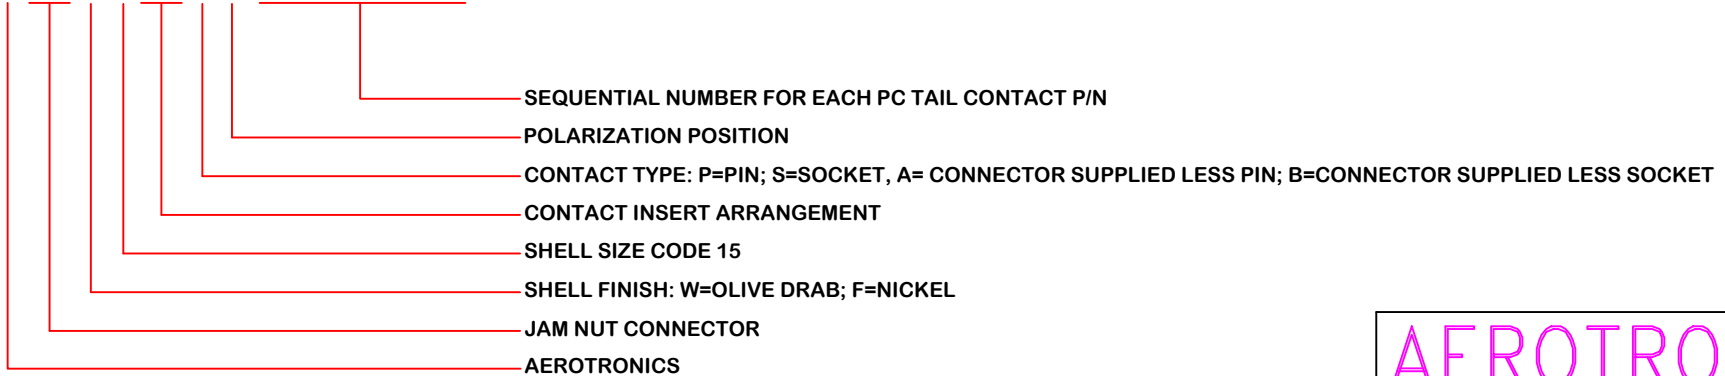 SEQUENTIAL NUMBER FOR EACH PC TAIL CONTACT P/N
POLARIZATION POSITION
CONTACT TYPE: P=PIN; S=SOCKET, A= CONNECTOR SUPPLIED LESS PIN; B=CONNECTOR SUPPLIED LESS SOCKET
CONTACT INSERT ARRANGEMENT
SHELL SIZE CODE 15
SHELL FINISH: W=OLIVE DRAB; F=NICKEL
JAM NUT CONNECTOR
AEROTRONICS
AEROTRO